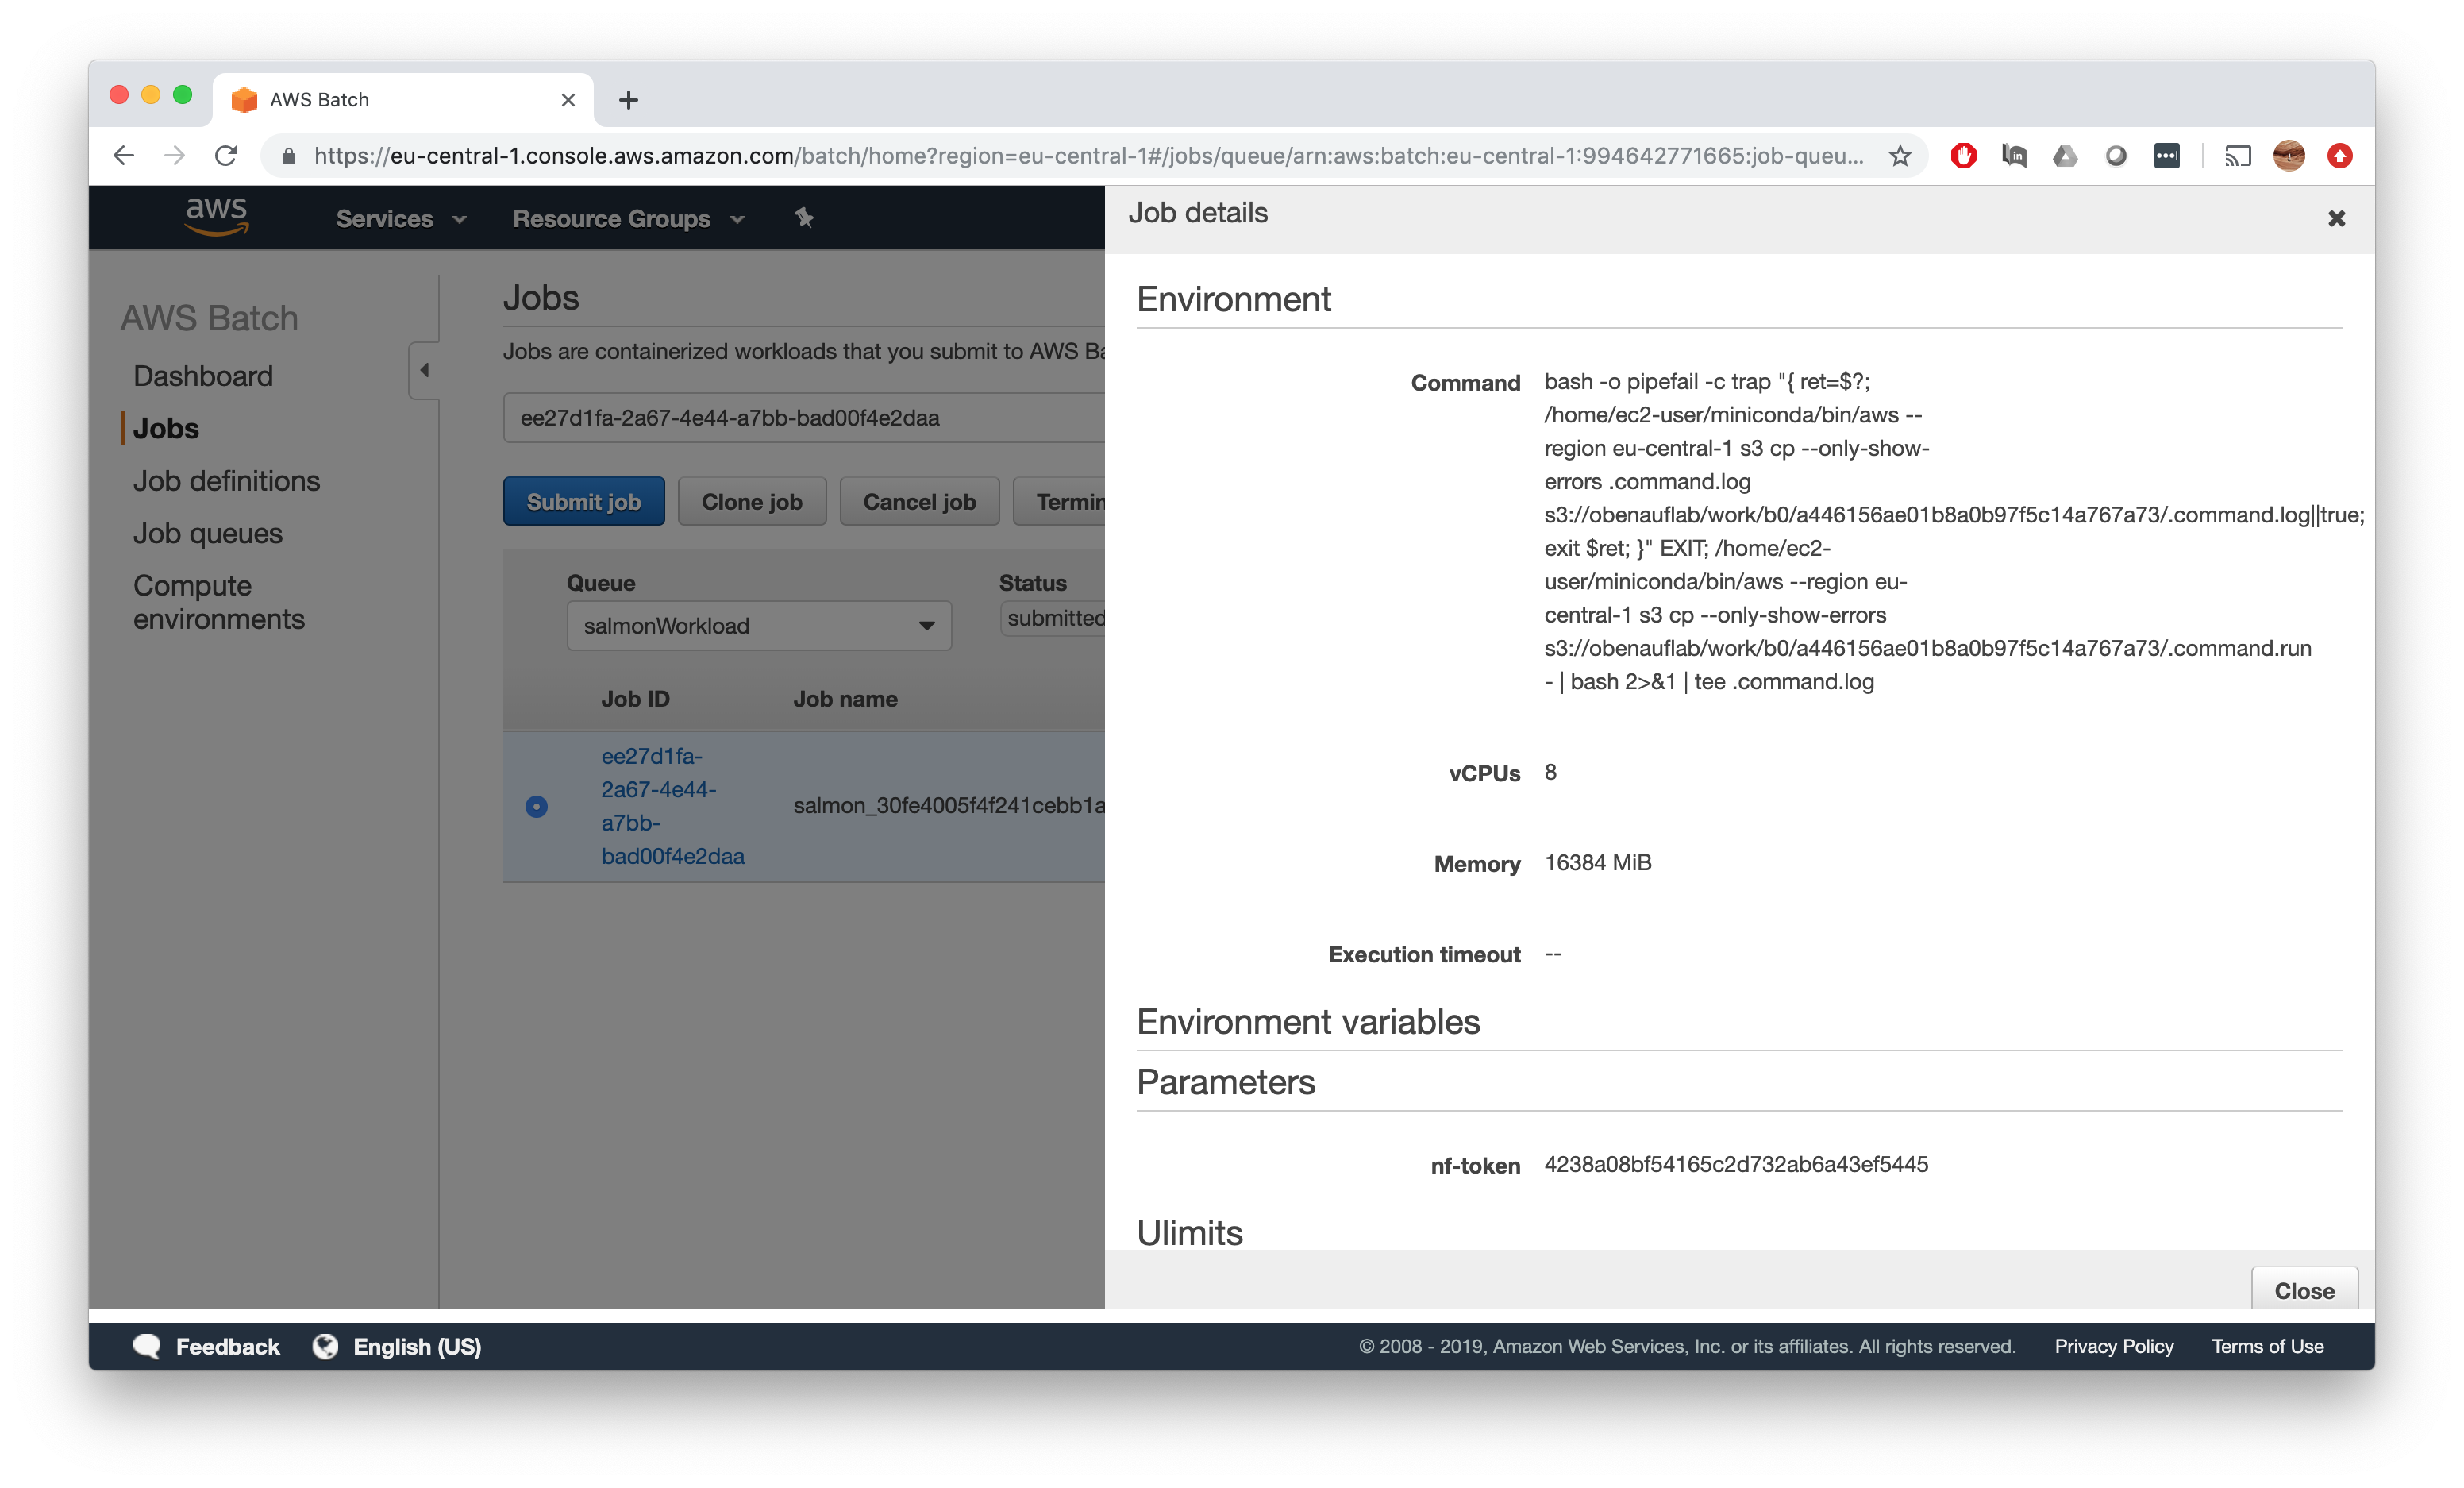 AWS Batch
https://eu-central-1.console.aws.amazon.com/batch/home?region=eu-central-1#/jobs/queue/arn:aws:batch:eu-central-1:994642771665:job-queu...
aws
Services
Resource Groups
AWS Batch
Dashboard
Jobs
Job definitions
Job queues
Compute
environments
Jobs
Jobs are containerized workloads that you submit to AWS Ba
ee27d1fa-2a67-4e44-a7bb-bad00f4e2daa
Submit job
Clone job
Cancel job
Termin
Queue
Status
salmonWorkload
submitted
Job ID
Job name
ee27d1fa-
2a67-4e44-
a7bb-
bad00f4e2daa
salmon_30fe4005f4f241cebb1a
Job details
Environment
Command
bash -o pipefail -c trap "{ ret=$?;
/home/ec2-user/miniconda/bin/aws --
region eu-central-1 s3 cp --only-show-
errors .command.log
s3://obenauflab/work/b0/a446156ae01b8a0b97f5c14a767a73/.command.log||true;
exit $ret; }" EXIT; /home/ec2-
user/miniconda/bin/aws --region eu-
central-1 s3 cp --only-show-errors
s3://obenauflab/work/b0/a446156ae01b8a0b97f5c14a767a73/.command.run
- | bash 2>&1 | tee .command.log
vCPUs 8
Memory 16384 MiB
Execution timeout --
Environment variables
Parameters
nf-token 4238a08bf54165c2d732ab6a43ef5445
Ulimits
Close
Feedback
English (US)
© 2008 - 2019, Amazon Web Services, Inc. or its affiliates. All rights reserved.
Privacy Policy
Terms of Use